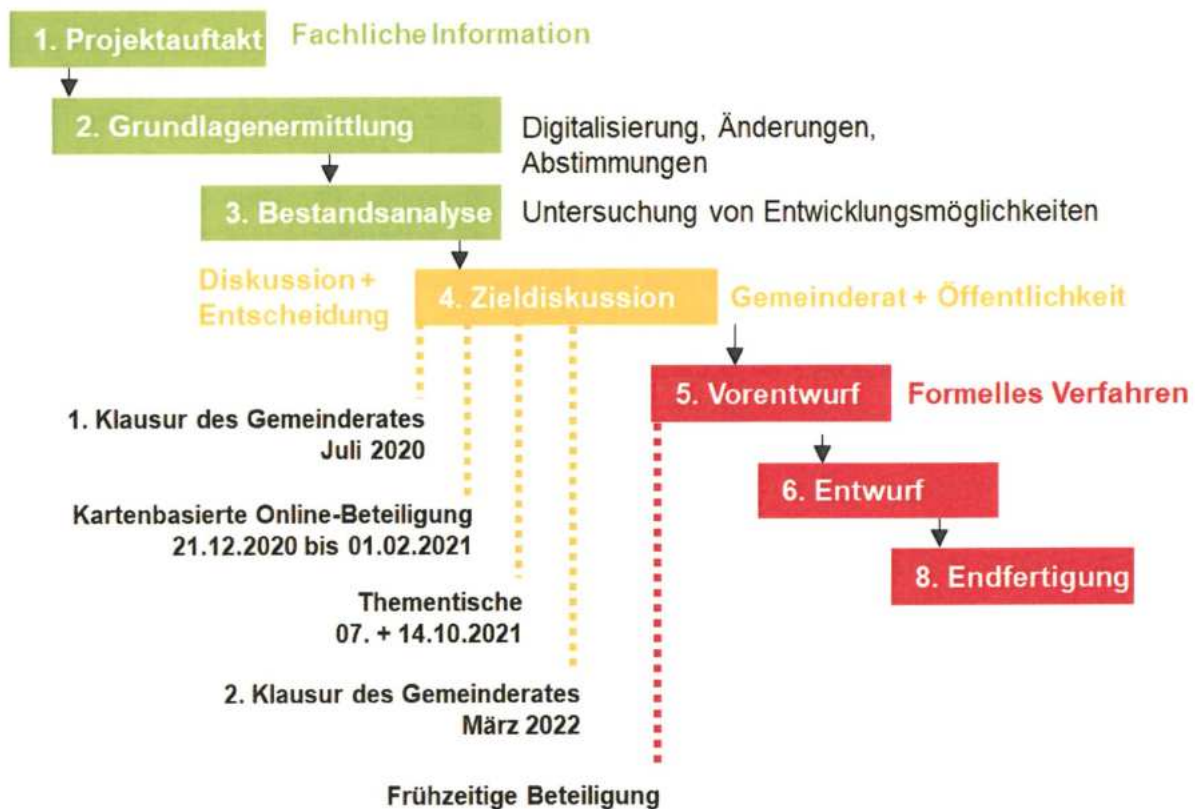 1. Projektauftakt
Fachliche Information
2. Grundlagenermittlung
Digitalisierung, Änderungen,
Abstimmungen
3. Bestandsanalyse
Untersuchung von Entwicklungsmöglichkeiten
Diskussion +
Entscheidung
4. Zieldiskussion
Gemeinderat + Öffentlichkeit
5. Vorentwurf
Formelles Verfahren
1. Klausur des Gemeinderates
Juli 2020
6. Entwurf
Kartenbasierte Online-Beteiligung
21.12.2020 bis 01.02.2021
8. Endfertigung
Thementische
07. + 14.10.2021
2. Klausur des Gemeinderates
März 2022
Frühzeitige Beteiligung